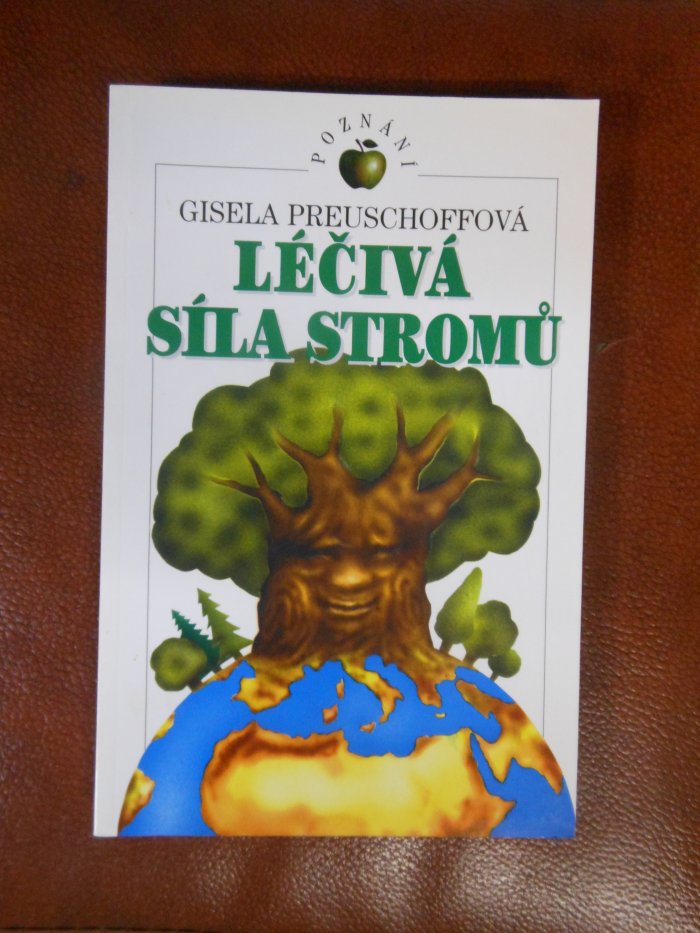 POZNÁNÍ
GISELA PREUSCHOFFOVÁ
LÉČIVÁ
SÍLA STROMŮ